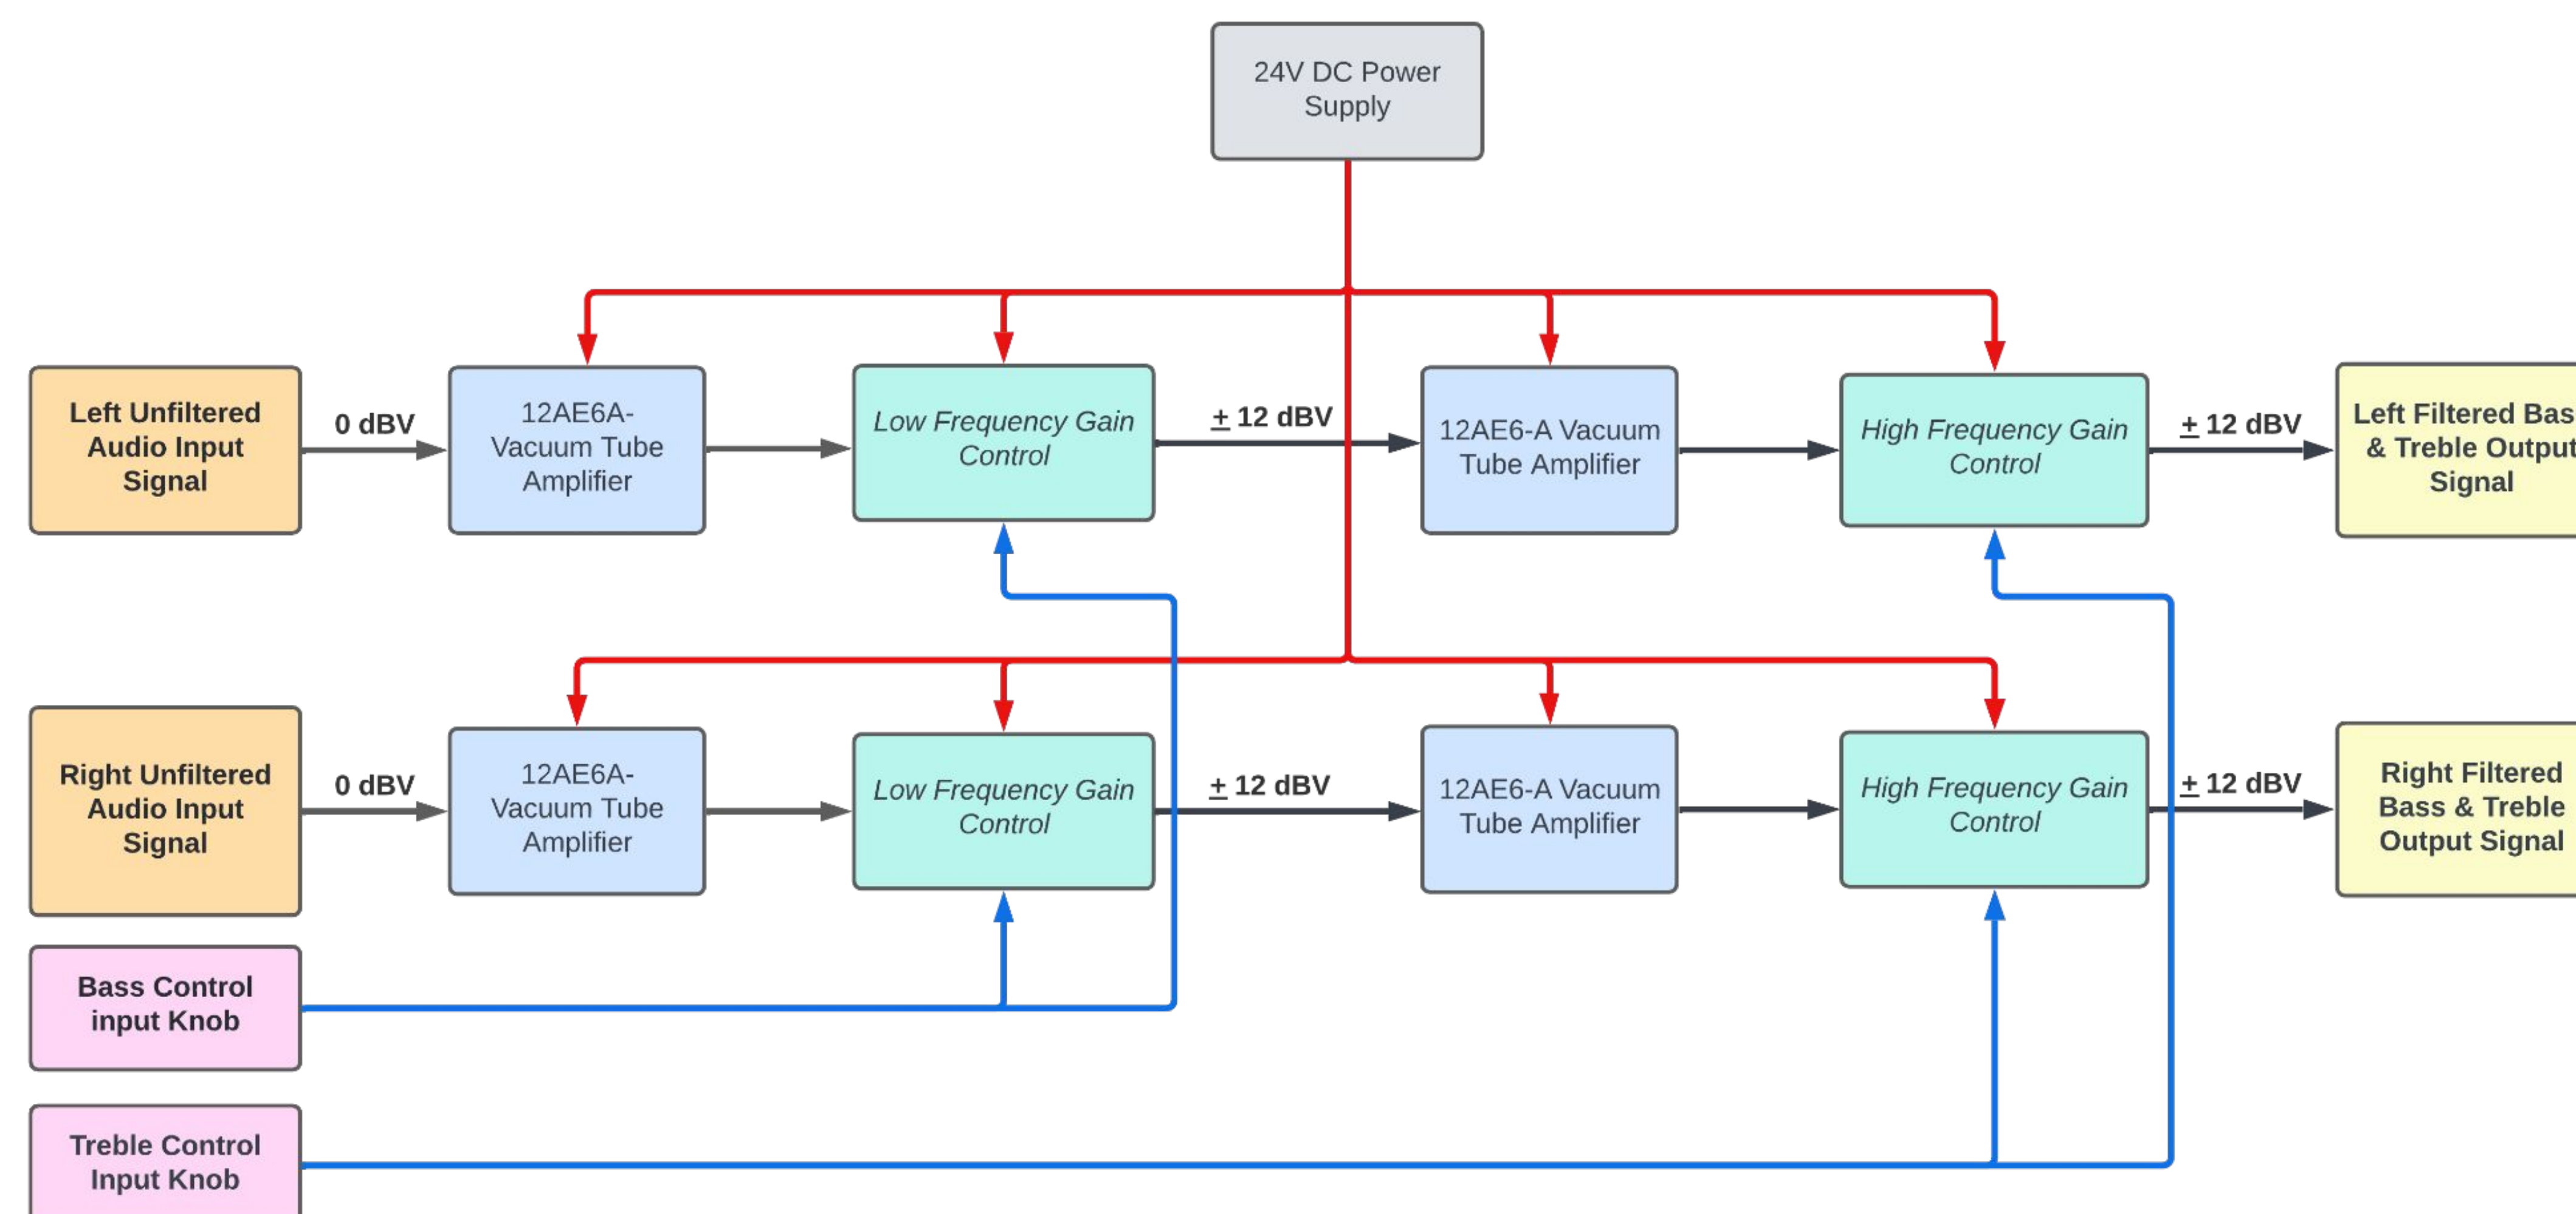 24V DC Power
Supply
Left Unfiltered
Audio Input
Signal
0 dBV
12AE6A-
Vacuum Tube
Amplifier
Low Frequency Gain
Control
± 12 dBV
12AE6-A Vacuum
Tube Amplifier
High Frequency Gain
Control
± 12 dBV
Left Filtered Bas
& Treble Output
Signal
Right Unfiltered
Audio Input
Signal
0 dBV
12AE6A-
Vacuum Tube
Amplifier
Low Frequency Gain
Control
± 12 dBV
12AE6-A Vacuum
Tube Amplifier
High Frequency Gain
Control
± 12 dBV
Right Filtered
Bass & Treble
Output Signal
Bass Control
input Knob
Treble Control
Input Knob